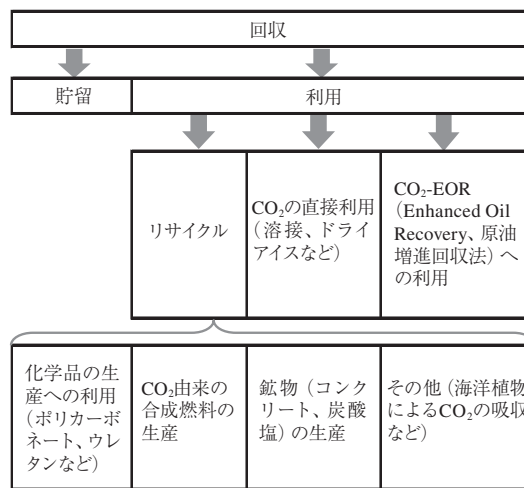 回収
貯留
利用
リサイクル
CO₂の直接利用
（溶接、ドライ
アイスなど）
CO₂-EOR
（Enhanced Oil
Recovery、原油
増進回収法）へ
の利用
化学品の生
産への利用
（ポリカーボ
ネート、ウレ
タンなど）
CO₂由来の
合成燃料の
生産
鉱物（コンク
リート、炭酸
塩）の生産
その他（海洋植物
によるCO₂の吸収
など）